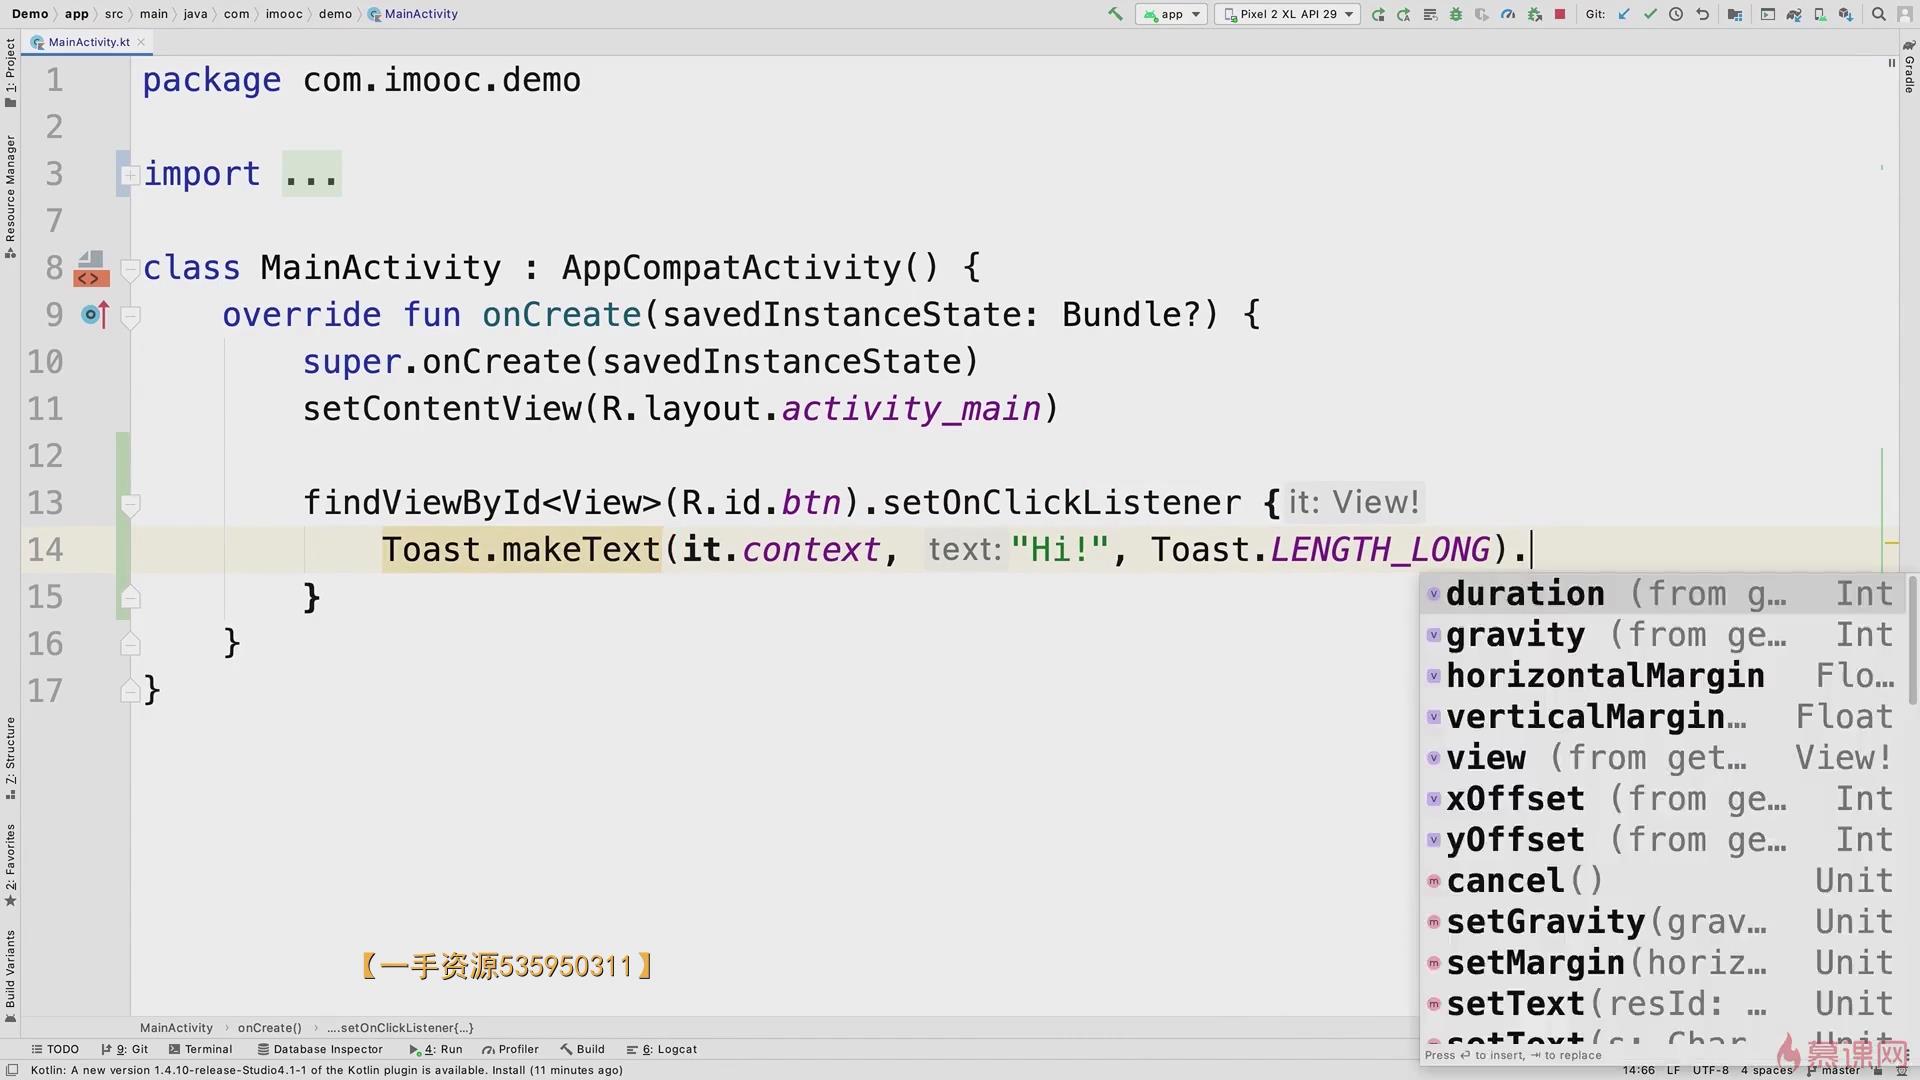 Demo app src main java com imooc demo MainActivity
app Pixel 2 XL API 29 Git:
MainActivity.kt
1: Project
Resource Manager
7: Structure
2: Favorites
Build Variants
Gradle
1 package com.imooc.demo
2
3 import ...
7
8 class MainActivity : AppCompatActivity() {
9 override fun onCreate(savedInstanceState: Bundle?) {
10 super.onCreate(savedInstanceState)
11 setContentView(R.layout.activity_main)
12
13 findViewById<View>(R.id.btn).setOnClickListener { it: View!
14 Toast.makeText(it.context, text: "Hi!", Toast.LENGTH_LONG).
15 }
16 }
17 }
duration (from g… Int
gravity (from ge… Int
horizontalMargin Flo…
verticalMargin… Float
view (from get… View!
xOffset (from ge… Int
yOffset (from ge… Int
cancel() Unit
setGravity(grav… Unit
setMargin(horiz… Unit
setText(resId: … Unit
setText(s: Char Unit
Press ↩ to insert, ⇥ to replace
【一手资源535950311】
慕课网
MainActivity › onCreate() › ....setOnClickListener{...}
TODO 9: Git Terminal Database Inspector 4: Run Profiler Build 6: Logcat
Kotlin: A new version 1.4.10-release-Studio4.1-1 of the Kotlin plugin is available. Install (11 minutes ago) 14:66 LF UTF-8 4 spaces master